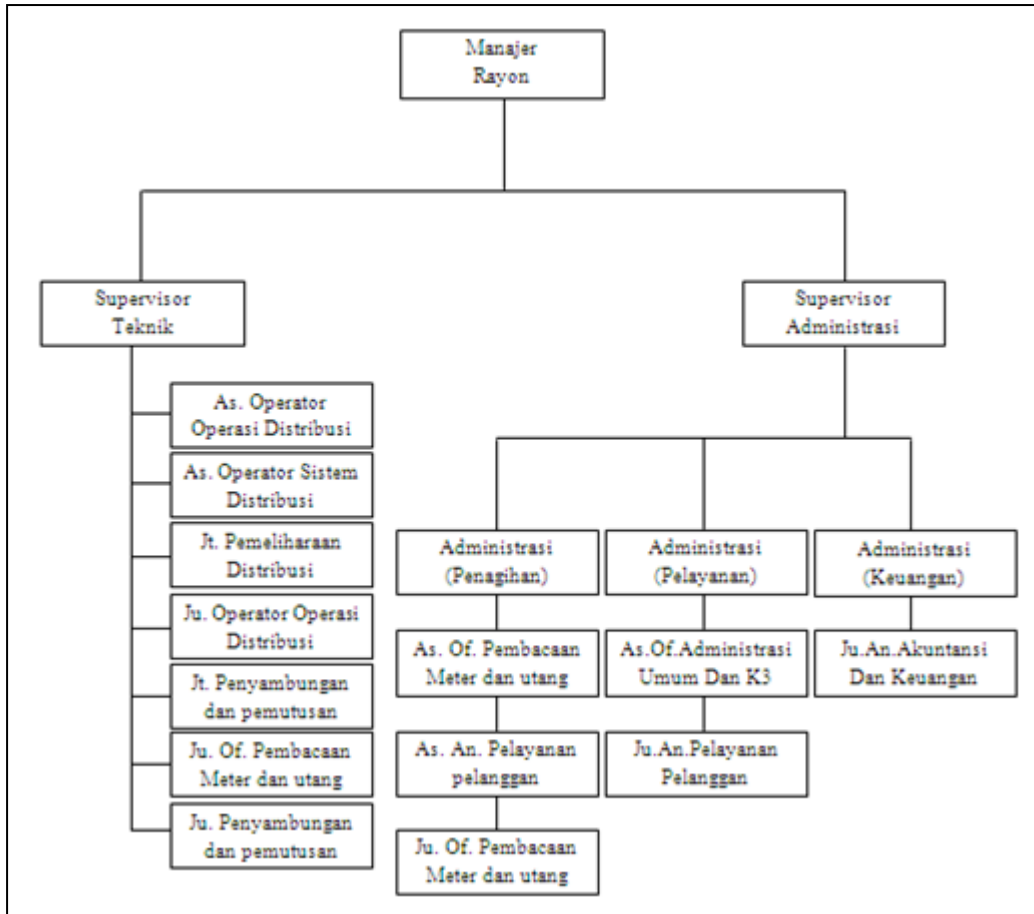 Manajer
Rayon
Supervisor
Teknik
Supervisor
Administrasi
As. Operator
Operasi Distribusi
As. Operator Sistem
Distribusi
Jt. Pemeliharaan
Distribusi
Ju. Operator Operasi
Distribusi
Jt. Penyambungan
dan pemutusan
Ju. Of. Pembacaan
Meter dan utang
Ju. Penyambungan
dan pemutusan
Administrasi
(Penagihan)
As. Of. Pembacaan
Meter dan utang
As. An. Pelayanan
pelanggan
Ju. Of. Pembacaan
Meter dan utang
Administrasi
(Pelayanan)
As.Of.Administrasi
Umum Dan K3
Ju.An.Pelayanan
Pelanggan
Administrasi
(Keuangan)
Ju.An.Akuntansi
Dan Keuangan